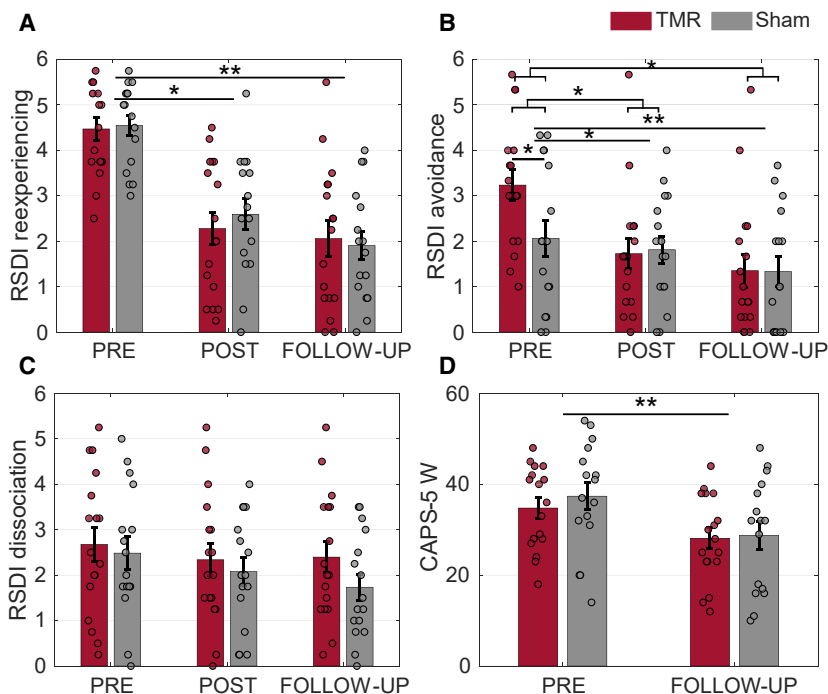 TMR Sham
A
RSDI reexperiencing
6
5
4
3
2
1
0
**
*
PRE POST FOLLOW-UP
B
RSDI avoidance
6
5
4
3
2
1
0
*
*
**
*
*
PRE POST FOLLOW-UP
C
RSDI dissociation
6
5
4
3
2
1
0
PRE POST FOLLOW-UP
D
CAPS-5 W
60
40
20
0
**
PRE FOLLOW-UP